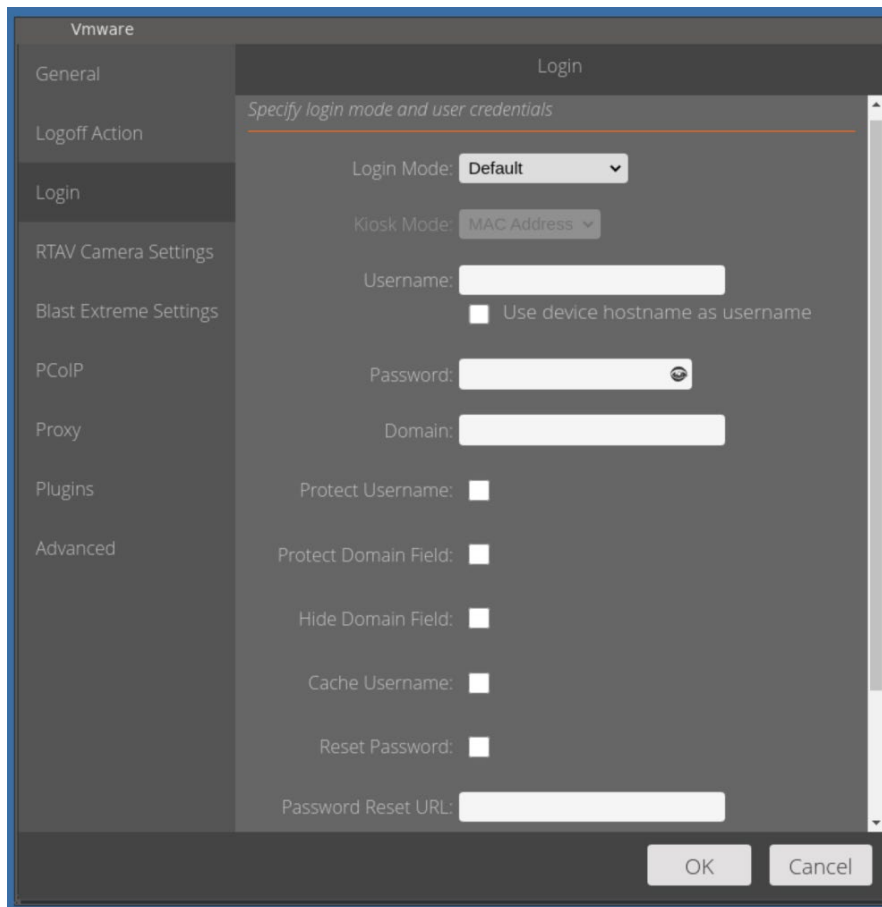 Vmware
General
Logoff Action
Login
RTAV Camera Settings
Blast Extreme Settings
PCoIP
Proxy
Plugins
Advanced
Login
Specify login mode and user credentials
Login Mode: Default
Kiosk Mode: MAC Address
Username:
Use device hostname as username
Password:
Domain:
Protect Username:
Protect Domain Field:
Hide Domain Field:
Cache Username:
Reset Password:
Password Reset URL:
OK Cancel